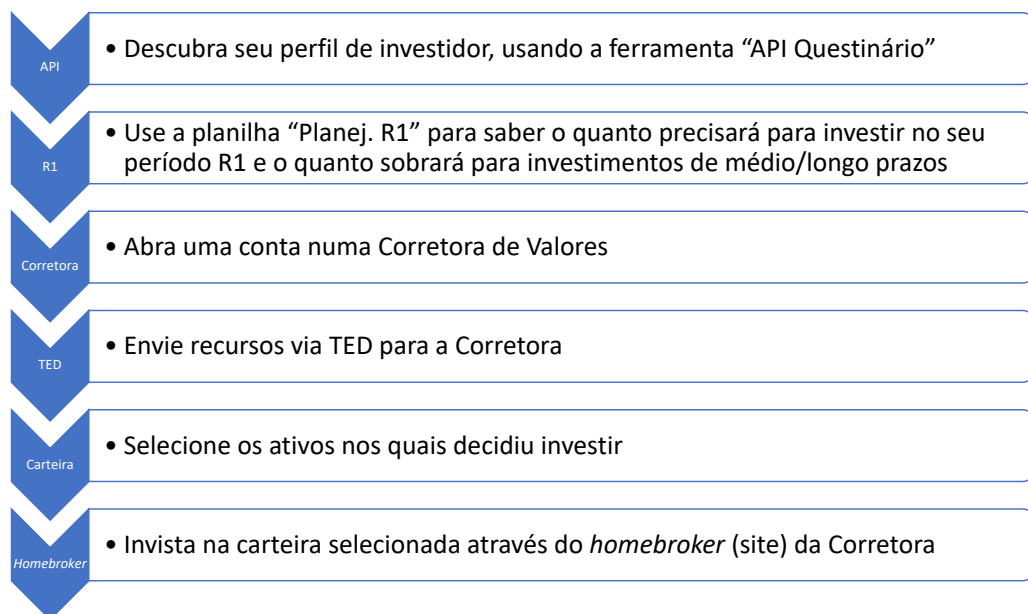 API
• Descubra seu perfil de investidor, usando a ferramenta “API Questinário”
R1
• Use a planilha “Planej. R1” para saber o quanto precisará para investir no seu
período R1 e o quanto sobrará para investimentos de médio/longo prazos
Corretora
• Abra uma conta numa Corretora de Valores
TED
• Envie recursos via TED para a Corretora
Carteira
• Selecione os ativos nos quais decidiu investir
Homebroker
• Invista na carteira selecionada através do homebroker (site) da Corretora